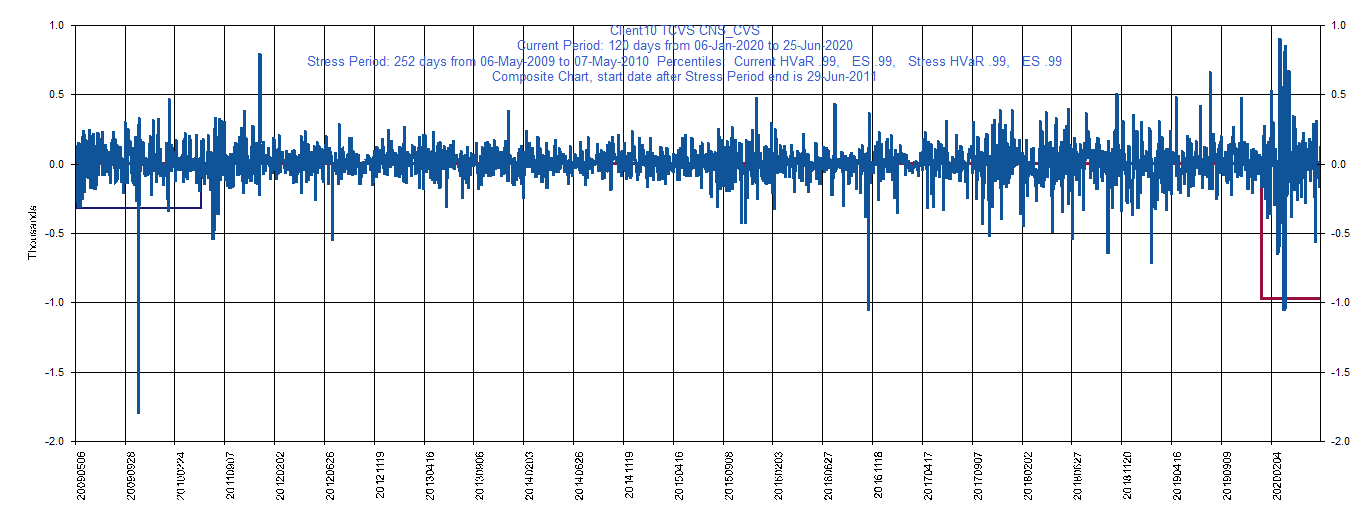 Client10 TCVS CNS_CVS
Current Period: 120 days from 06-Jan-2020 to 25-Jun-2020
Stress Period: 252 days from 06-May-2009 to 07-May-2010 Percentiles: Current HVaR .99, ES .99, Stress HVaR .99, ES .99
Composite Chart, start date after Stress Period end is 29-Jun-2011
1.0 1.0
0.5 0.5
0.0 0.0
-0.5 -0.5
-1.0 -1.0
-1.5 -1.5
-2.0 -2.0
Thousands
20090506 20090928 20100224 20110907 20120202 20120626 20121119 20130416 20130906 20140203 20140626 20141119 20150416 20150908 20160203 20160627 20161118 20170417 20170907 20180202 20180627 20181120 20190416 20190909 20200204